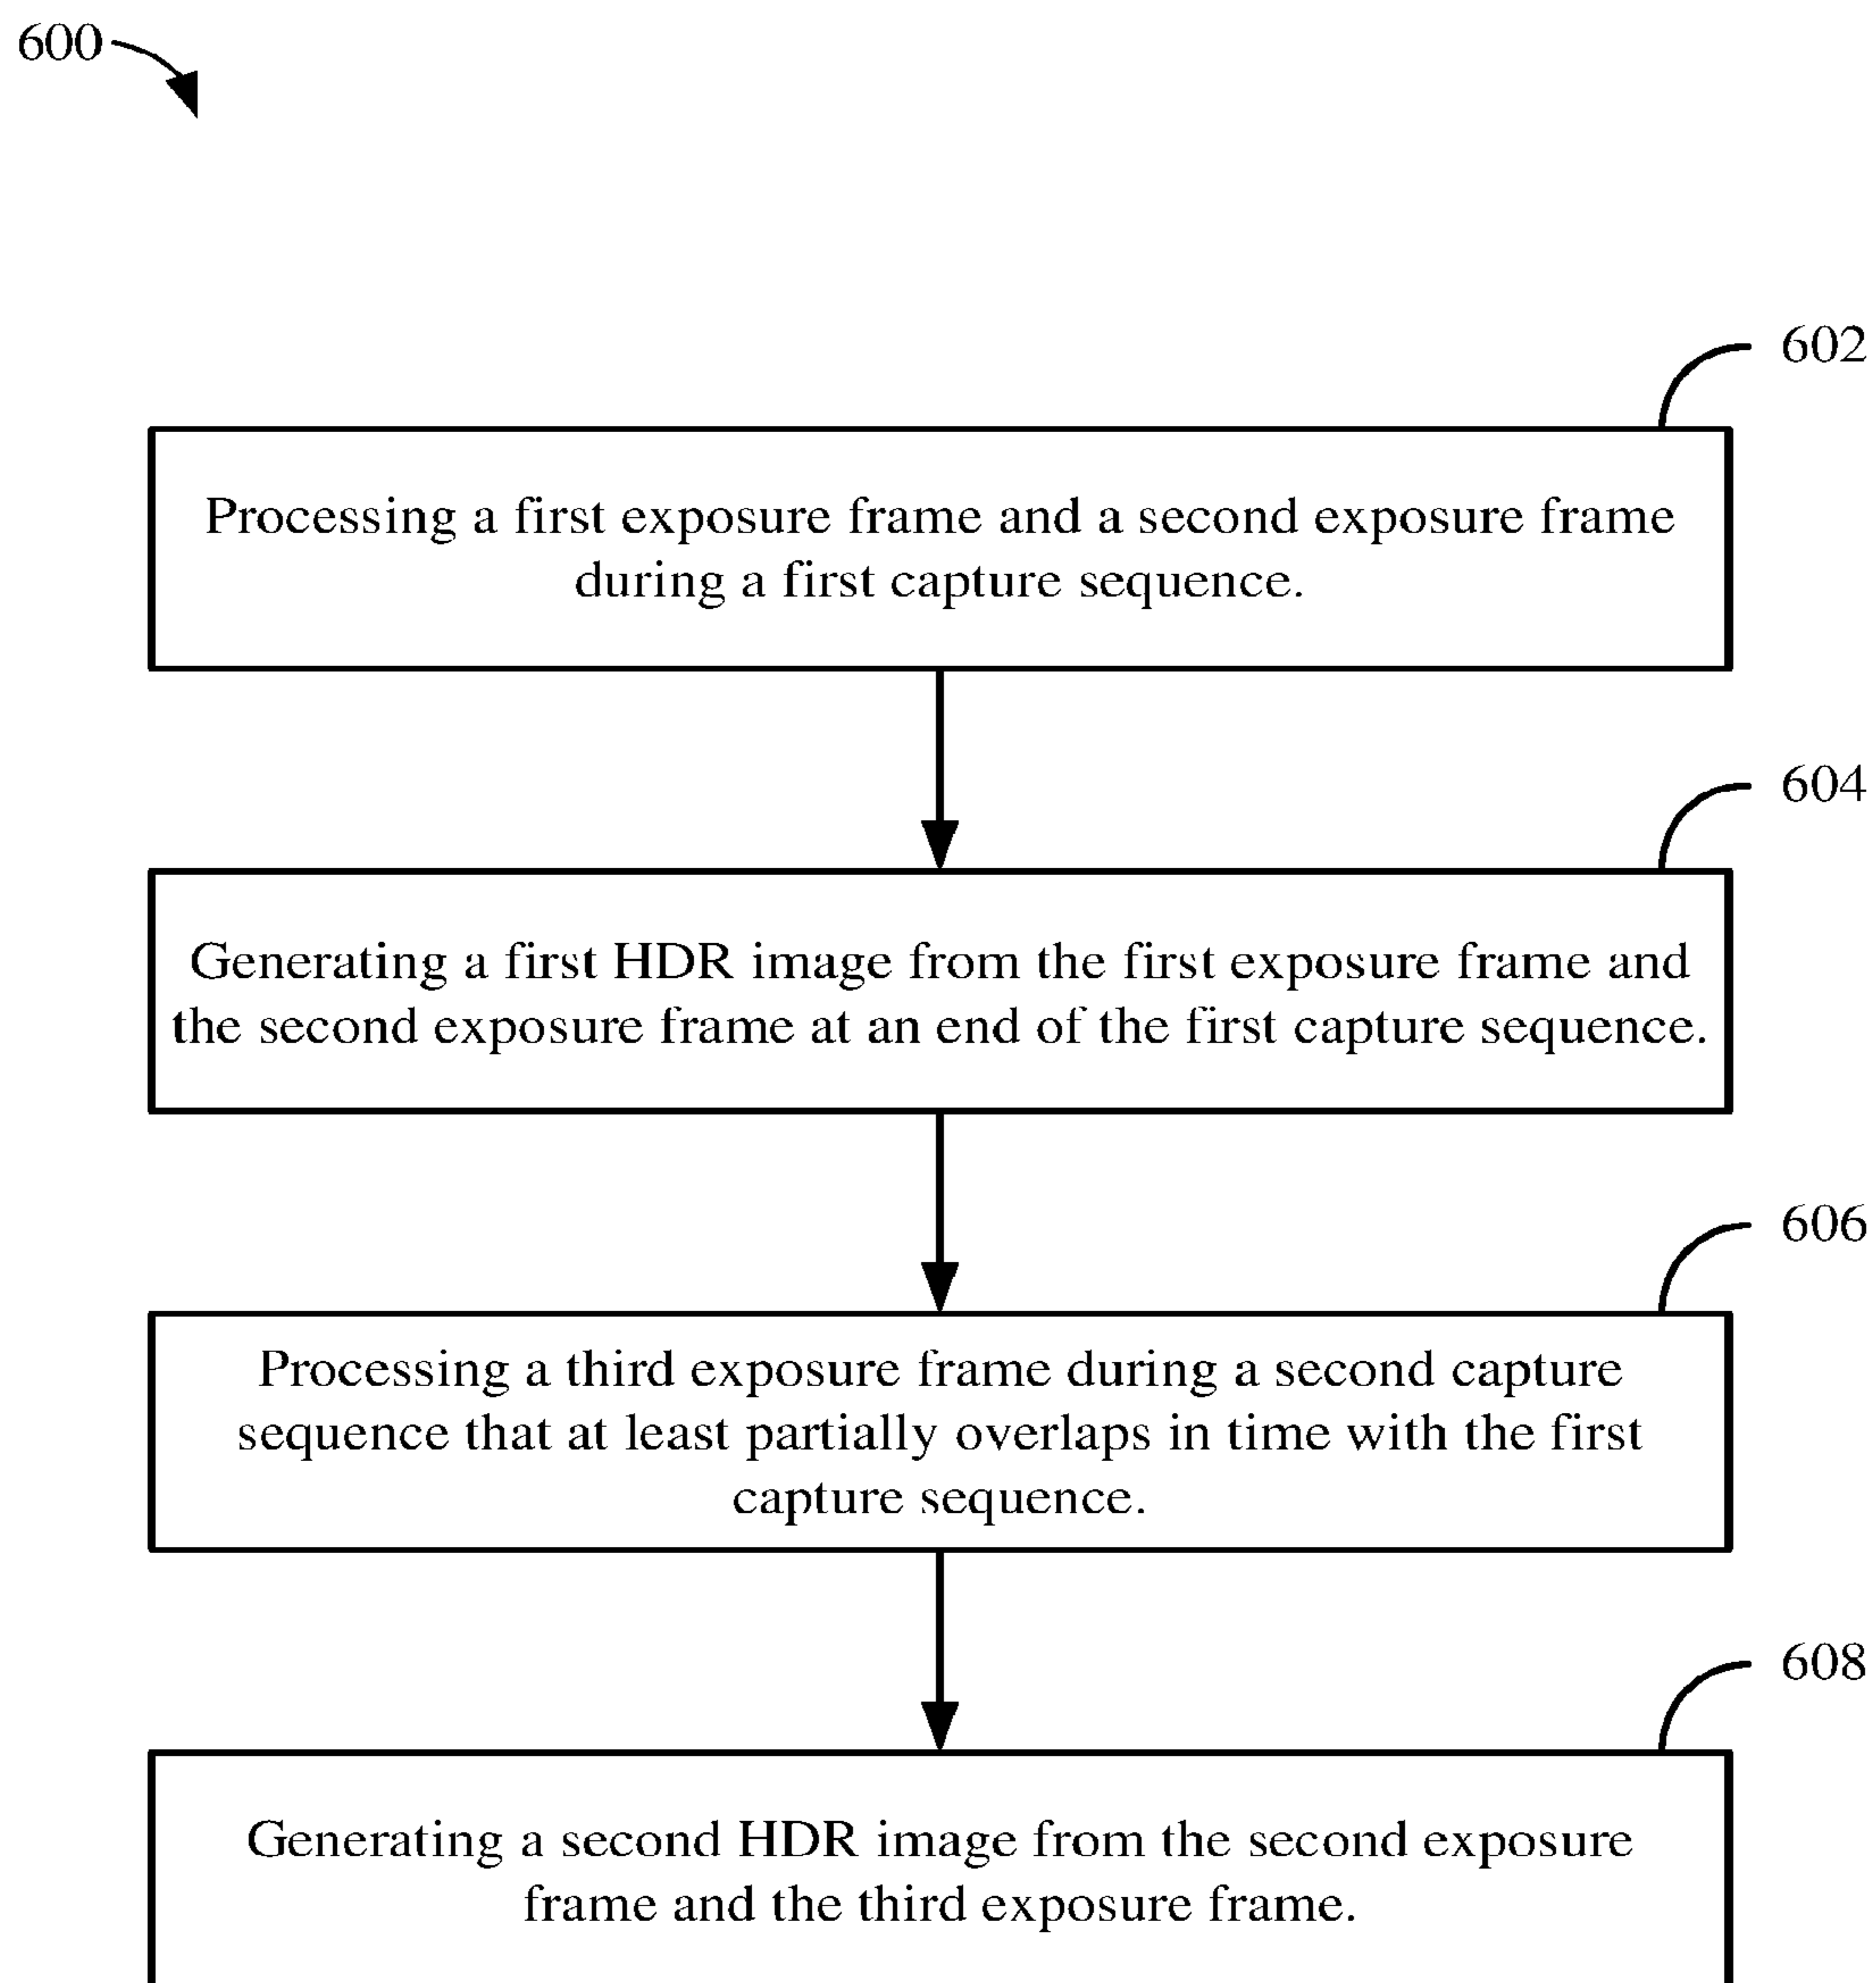 600
602
Processing a first exposure frame and a second exposure frame
during a first capture sequence.
604
Generating a first HDR image from the first exposure frame and
the second exposure frame at an end of the first capture sequence.
606
Processing a third exposure frame during a second capture
sequence that at least partially overlaps in time with the first
capture sequence.
608
Generating a second HDR image from the second exposure
frame and the third exposure frame.